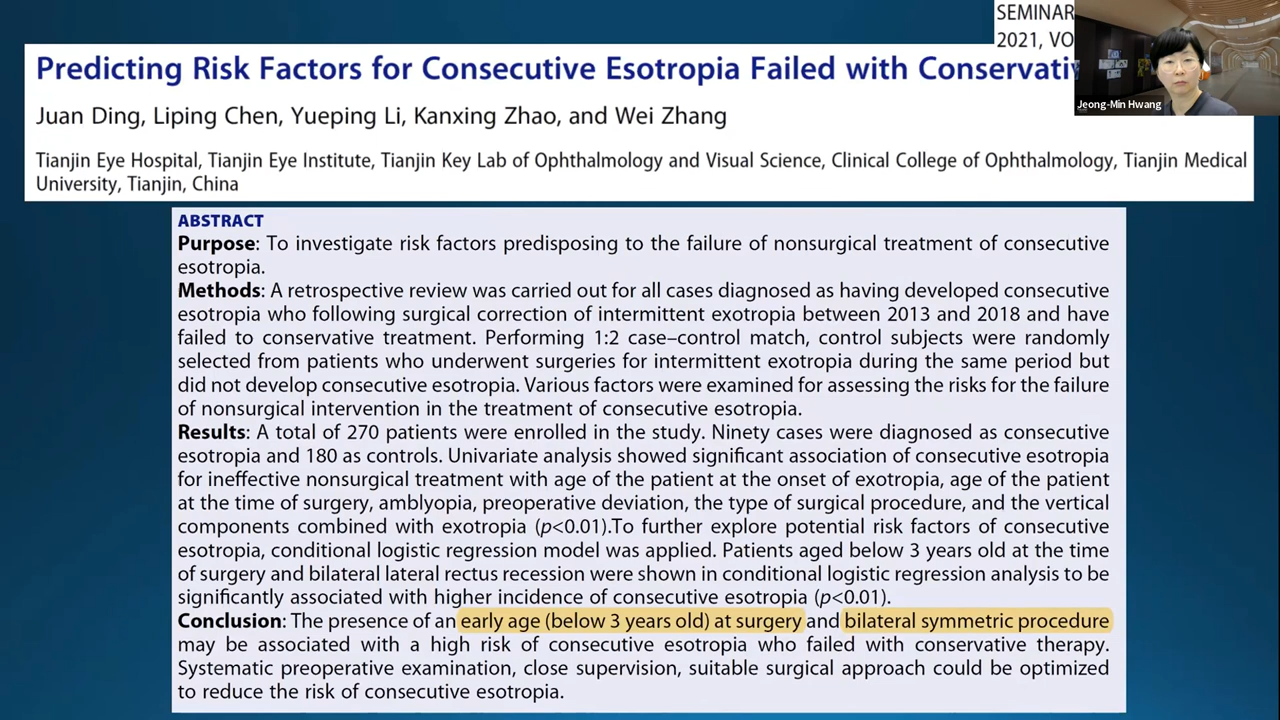 SEMINAR
2021, VO
Predicting Risk Factors for Consecutive Esotropia Failed with Conservati
Jeong-Min Hwang
Juan Ding, Liping Chen, Yueping Li, Kanxing Zhao, and Wei Zhang
Tianjin Eye Hospital, Tianjin Eye Institute, Tianjin Key Lab of Ophthalmology and Visual Science, Clinical College of Ophthalmology, Tianjin Medical
University, Tianjin, China
ABSTRACT
Purpose: To investigate risk factors predisposing to the failure of nonsurgical treatment of consecutive
esotropia.
Methods: A retrospective review was carried out for all cases diagnosed as having developed consecutive
esotropia who following surgical correction of intermittent exotropia between 2013 and 2018 and have
failed to conservative treatment. Performing 1:2 case–control match, control subjects were randomly
selected from patients who underwent surgeries for intermittent exotropia during the same period but
did not develop consecutive esotropia. Various factors were examined for assessing the risks for the failure
of nonsurgical intervention in the treatment of consecutive esotropia.
Results: A total of 270 patients were enrolled in the study. Ninety cases were diagnosed as consecutive
esotropia and 180 as controls. Univariate analysis showed significant association of consecutive esotropia
for ineffective nonsurgical treatment with age of the patient at the onset of exotropia, age of the patient
at the time of surgery, amblyopia, preoperative deviation, the type of surgical procedure, and the vertical
components combined with exotropia (p<0.01).To further explore potential risk factors of consecutive
esotropia, conditional logistic regression model was applied. Patients aged below 3 years old at the time
of surgery and bilateral lateral rectus recession were shown in conditional logistic regression analysis to be
significantly associated with higher incidence of consecutive esotropia (p<0.01).
Conclusion: The presence of an early age (below 3 years old) at surgery and bilateral symmetric procedure
may be associated with a high risk of consecutive esotropia who failed with conservative therapy.
Systematic preoperative examination, close supervision, suitable surgical approach could be optimized
to reduce the risk of consecutive esotropia.